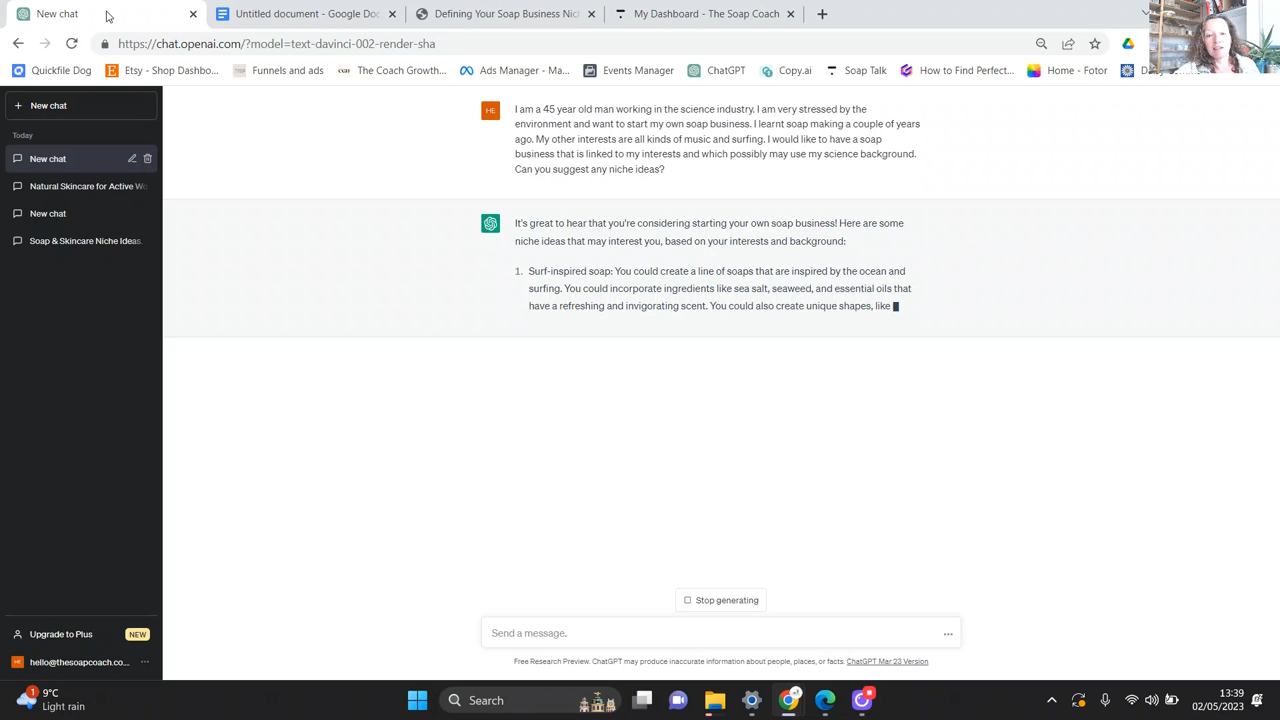 New chat
Untitled document - Google Doc
Defining Your Soap Business Nich
My Dashboard - The Soap Coach
https://chat.openai.com/?model=text-davinci-002-render-sha
Quickfile Dog
Etsy - Shop Dashbo...
Funnels and ads
The Coach Growth...
Ads Manager - Ma...
Events Manager
ChatGPT
Copy.ai
Soap Talk
How to Find Perfect...
Home - Fotor
New chat
Today
New chat
Natural Skincare for Active Wo
New chat
Soap & Skincare Niche Ideas.
Upgrade to Plus
NEW
HE
hello@thesoapcoach.co...
HE
I am a 45 year old man working in the science industry. I am very stressed by the
environment and want to start my own soap business. I learnt soap making a couple of years
ago. My other interests are all kinds of music and surfing. I would like to have a soap
business that is linked to my interests and which possibly may use my science background.
Can you suggest any niche ideas?
It's great to hear that you're considering starting your own soap business! Here are some
niche ideas that may interest you, based on your interests and background:
1. Surf-inspired soap: You could create a line of soaps that are inspired by the ocean and
surfing. You could incorporate ingredients like sea salt, seaweed, and essential oils that
have a refreshing and invigorating scent. You could also create unique shapes, like
Stop generating
Send a message.
Free Research Preview. ChatGPT may produce inaccurate information about people, places, or facts. ChatGPT Mar 23 Version
1
9°C
Light rain
Search
13:39
02/05/2023